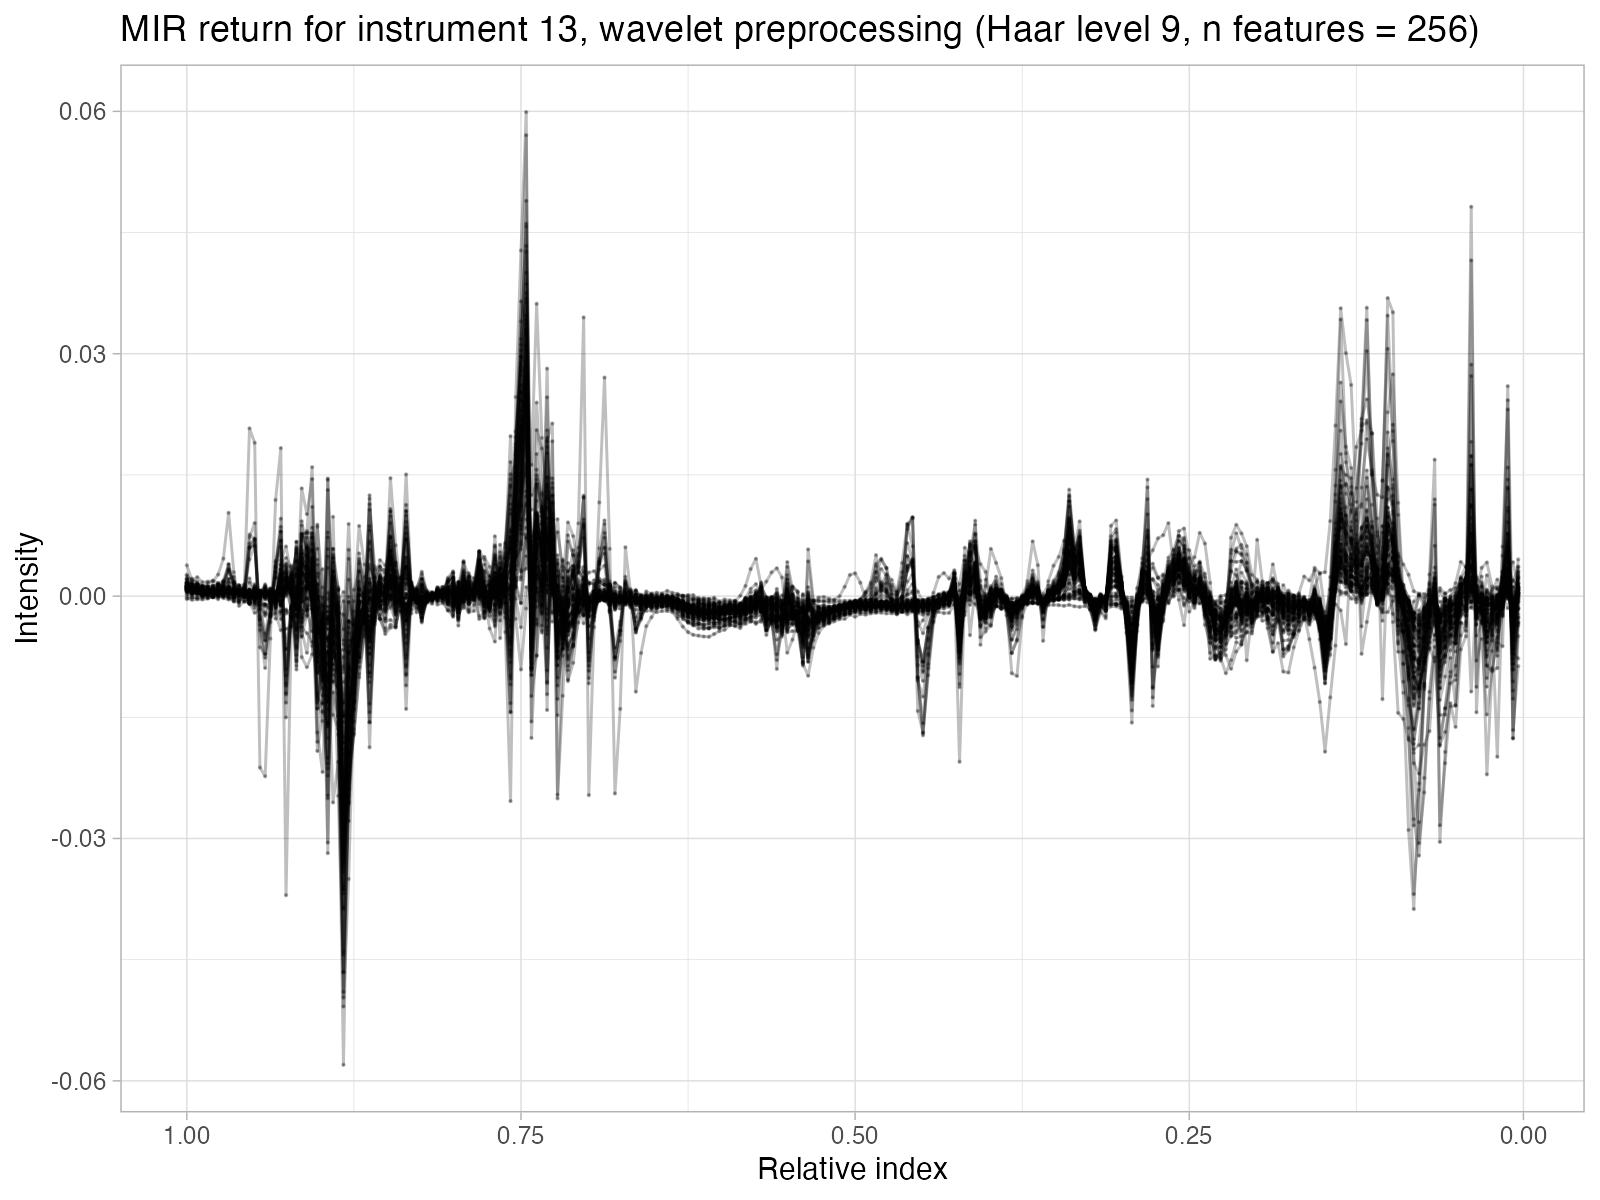 MIR return for instrument 13, wavelet preprocessing (Haar level 9, n features = 256)
0.06
0.03
0.00
-0.03
-0.06
Intensity
1.00 0.75 0.50 0.25 0.00
Relative index